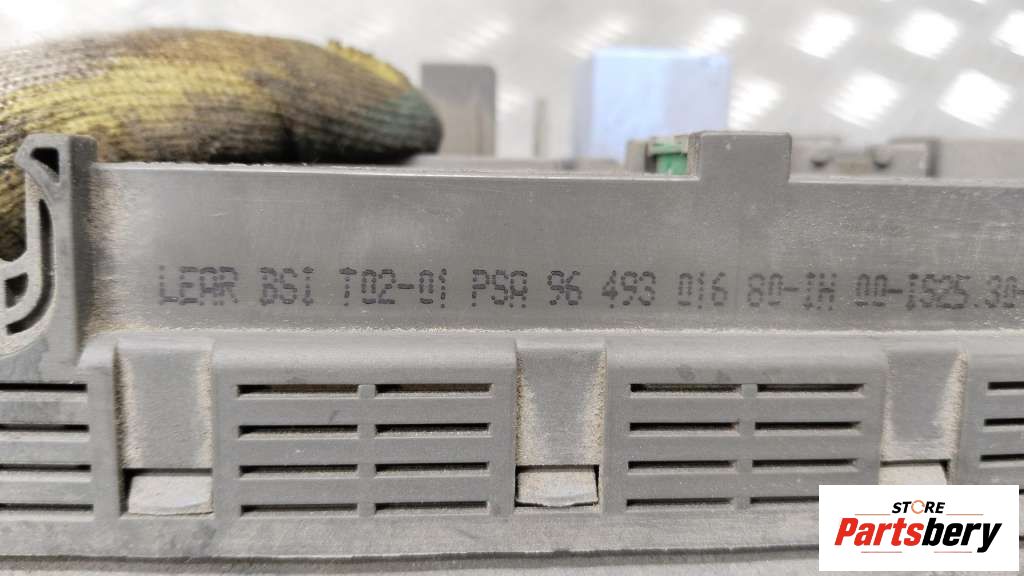 LEAR BSI T02-01 PSA 96 493 016 80-IH 00-IS25.30-
STORE
Partsbery